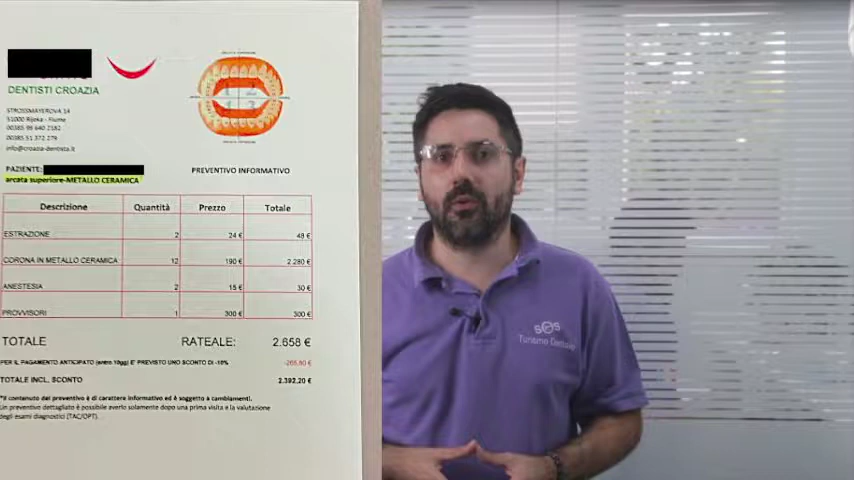 DENTISTI CROAZIA
STROSSMAYEROVA 14
51000 Rijeka - Fiume
00385 99 640 2182
00385 51 372 279
info@croazia-dentista.it
PAZIENTE:
arcata superiore-METALLO CERAMICA
PREVENTIVO INFORMATIVO
Descrizione Quantità Prezzo Totale
ESTRAZIONE 2 24 € 48 €
CORONA IN METALLO CERAMICA 12 190 € 2.280 €
ANESTESIA 2 15 € 30 €
PROVVISORI 1 300 € 300 €
TOTALE RATEALE: 2.658 €
PER IL PAGAMENTO ANTICIPATO (entro 10gg) E' PREVISTO UNO SCONTO DI -10% -265,80 €
TOTALE INCL. SCONTO 2.392,20 €
*Il contenuto del preventivo è di carattere informativo ed è soggetto a cambiamenti.
Un preventivo dettagliato è possibile averlo solamente dopo una prima visita e la valutazione
degli esami diagnostici (TAC/OPT)
SOS
Turismo Dentale